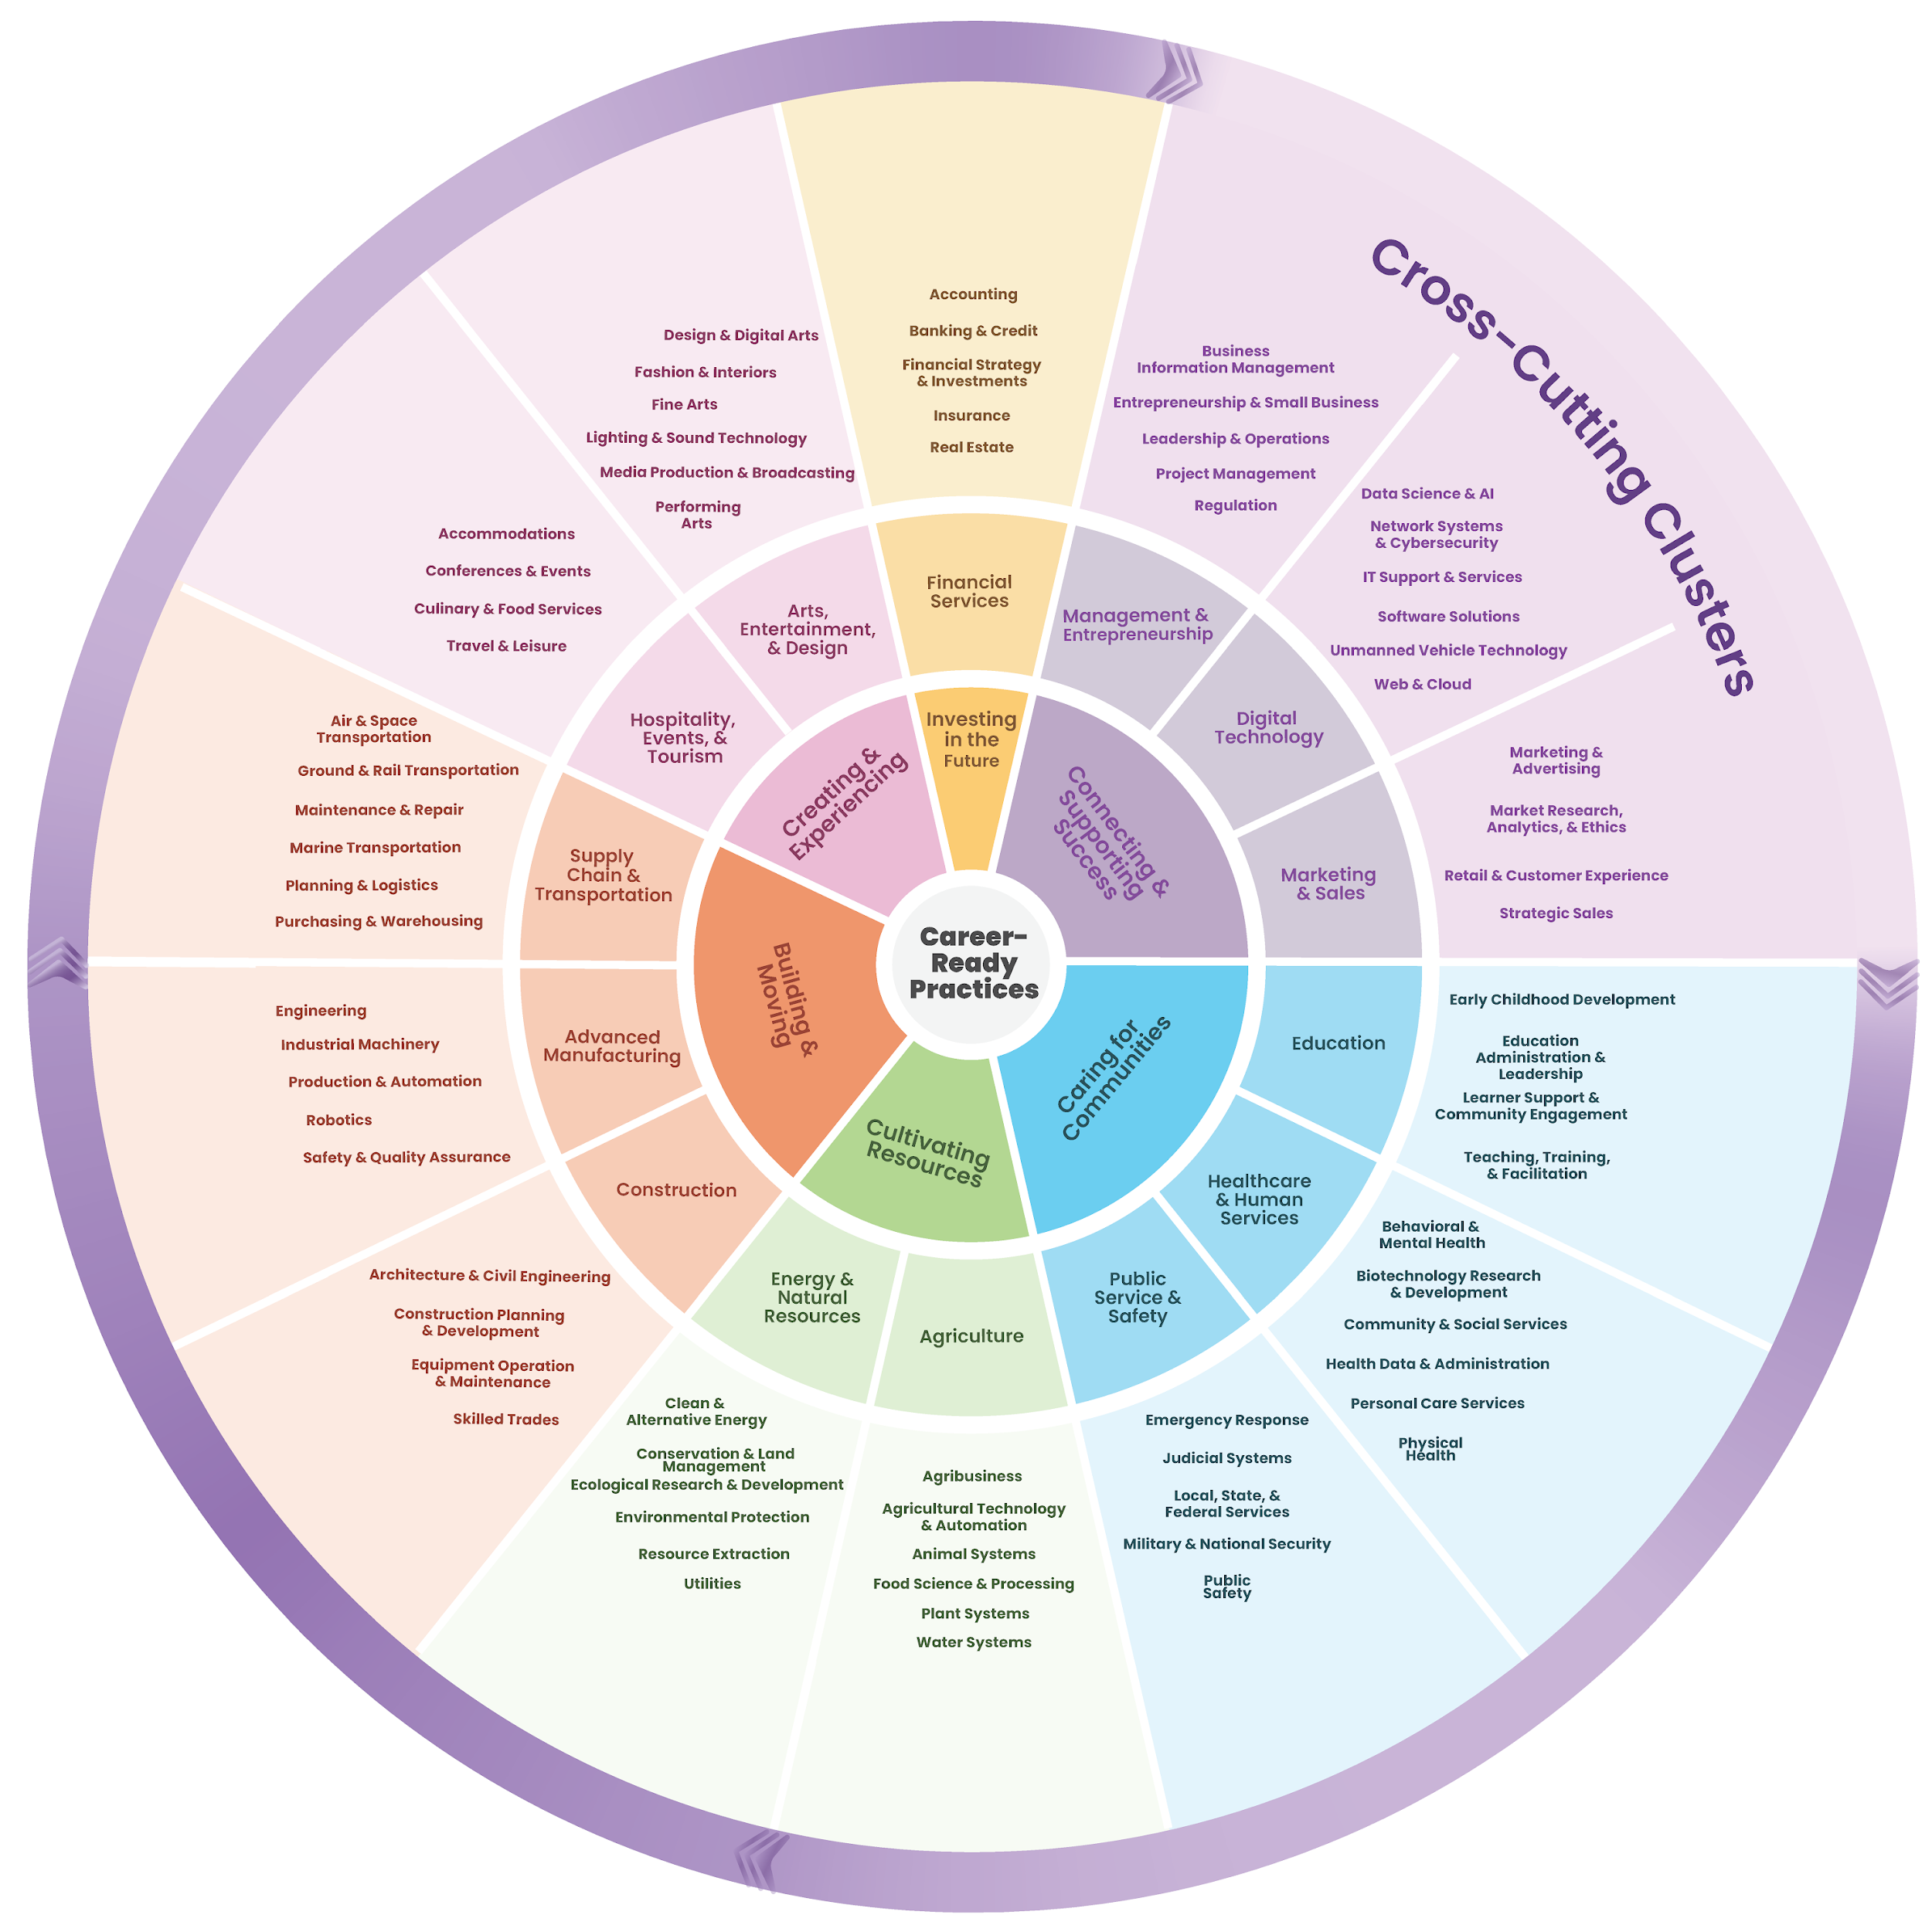 Career-
Ready
Practices
Cross-Cutting Clusters
Investing
in the
Future
Financial
Services
Accounting
Banking & Credit
Financial Strategy
& Investments
Insurance
Real Estate
Connecting &
Supporting
Success
Management &
Entrepreneurship
Business
Information Management
Entrepreneurship & Small Business
Leadership & Operations
Project Management
Regulation
Digital
Technology
Data Science & AI
Network Systems
& Cybersecurity
IT Support & Services
Software Solutions
Unmanned Vehicle Technology
Web & Cloud
Marketing
& Sales
Marketing &
Advertising
Market Research,
Analytics, & Ethics
Retail & Customer Experience
Strategic Sales
Caring for
Communities
Education
Early Childhood Development
Education
Administration &
Leadership
Learner Support &
Community Engagement
Teaching, Training,
& Facilitation
Healthcare
& Human
Services
Behavioral &
Mental Health
Biotechnology Research
& Development
Community & Social Services
Health Data & Administration
Personal Care Services
Physical
Health
Public
Service &
Safety
Emergency Response
Judicial Systems
Local, State, &
Federal Services
Military & National Security
Public
Safety
Cultivating
Resources
Agriculture
Agribusiness
Agricultural Technology
& Automation
Animal Systems
Food Science & Processing
Plant Systems
Water Systems
Energy &
Natural
Resources
Clean &
Alternative Energy
Conservation & Land
Management
Ecological Research & Development
Environmental Protection
Resource Extraction
Utilities
Building &
Moving
Construction
Architecture & Civil Engineering
Construction Planning
& Development
Equipment Operation
& Maintenance
Skilled Trades
Advanced
Manufacturing
Engineering
Industrial Machinery
Production & Automation
Robotics
Safety & Quality Assurance
Supply
Chain &
Transportation
Air & Space
Transportation
Ground & Rail Transportation
Maintenance & Repair
Marine Transportation
Planning & Logistics
Purchasing & Warehousing
Creating &
Experiencing
Hospitality,
Events, &
Tourism
Accommodations
Conferences & Events
Culinary & Food Services
Travel & Leisure
Arts,
Entertainment,
& Design
Design & Digital Arts
Fashion & Interiors
Fine Arts
Lighting & Sound Technology
Media Production & Broadcasting
Performing
Arts